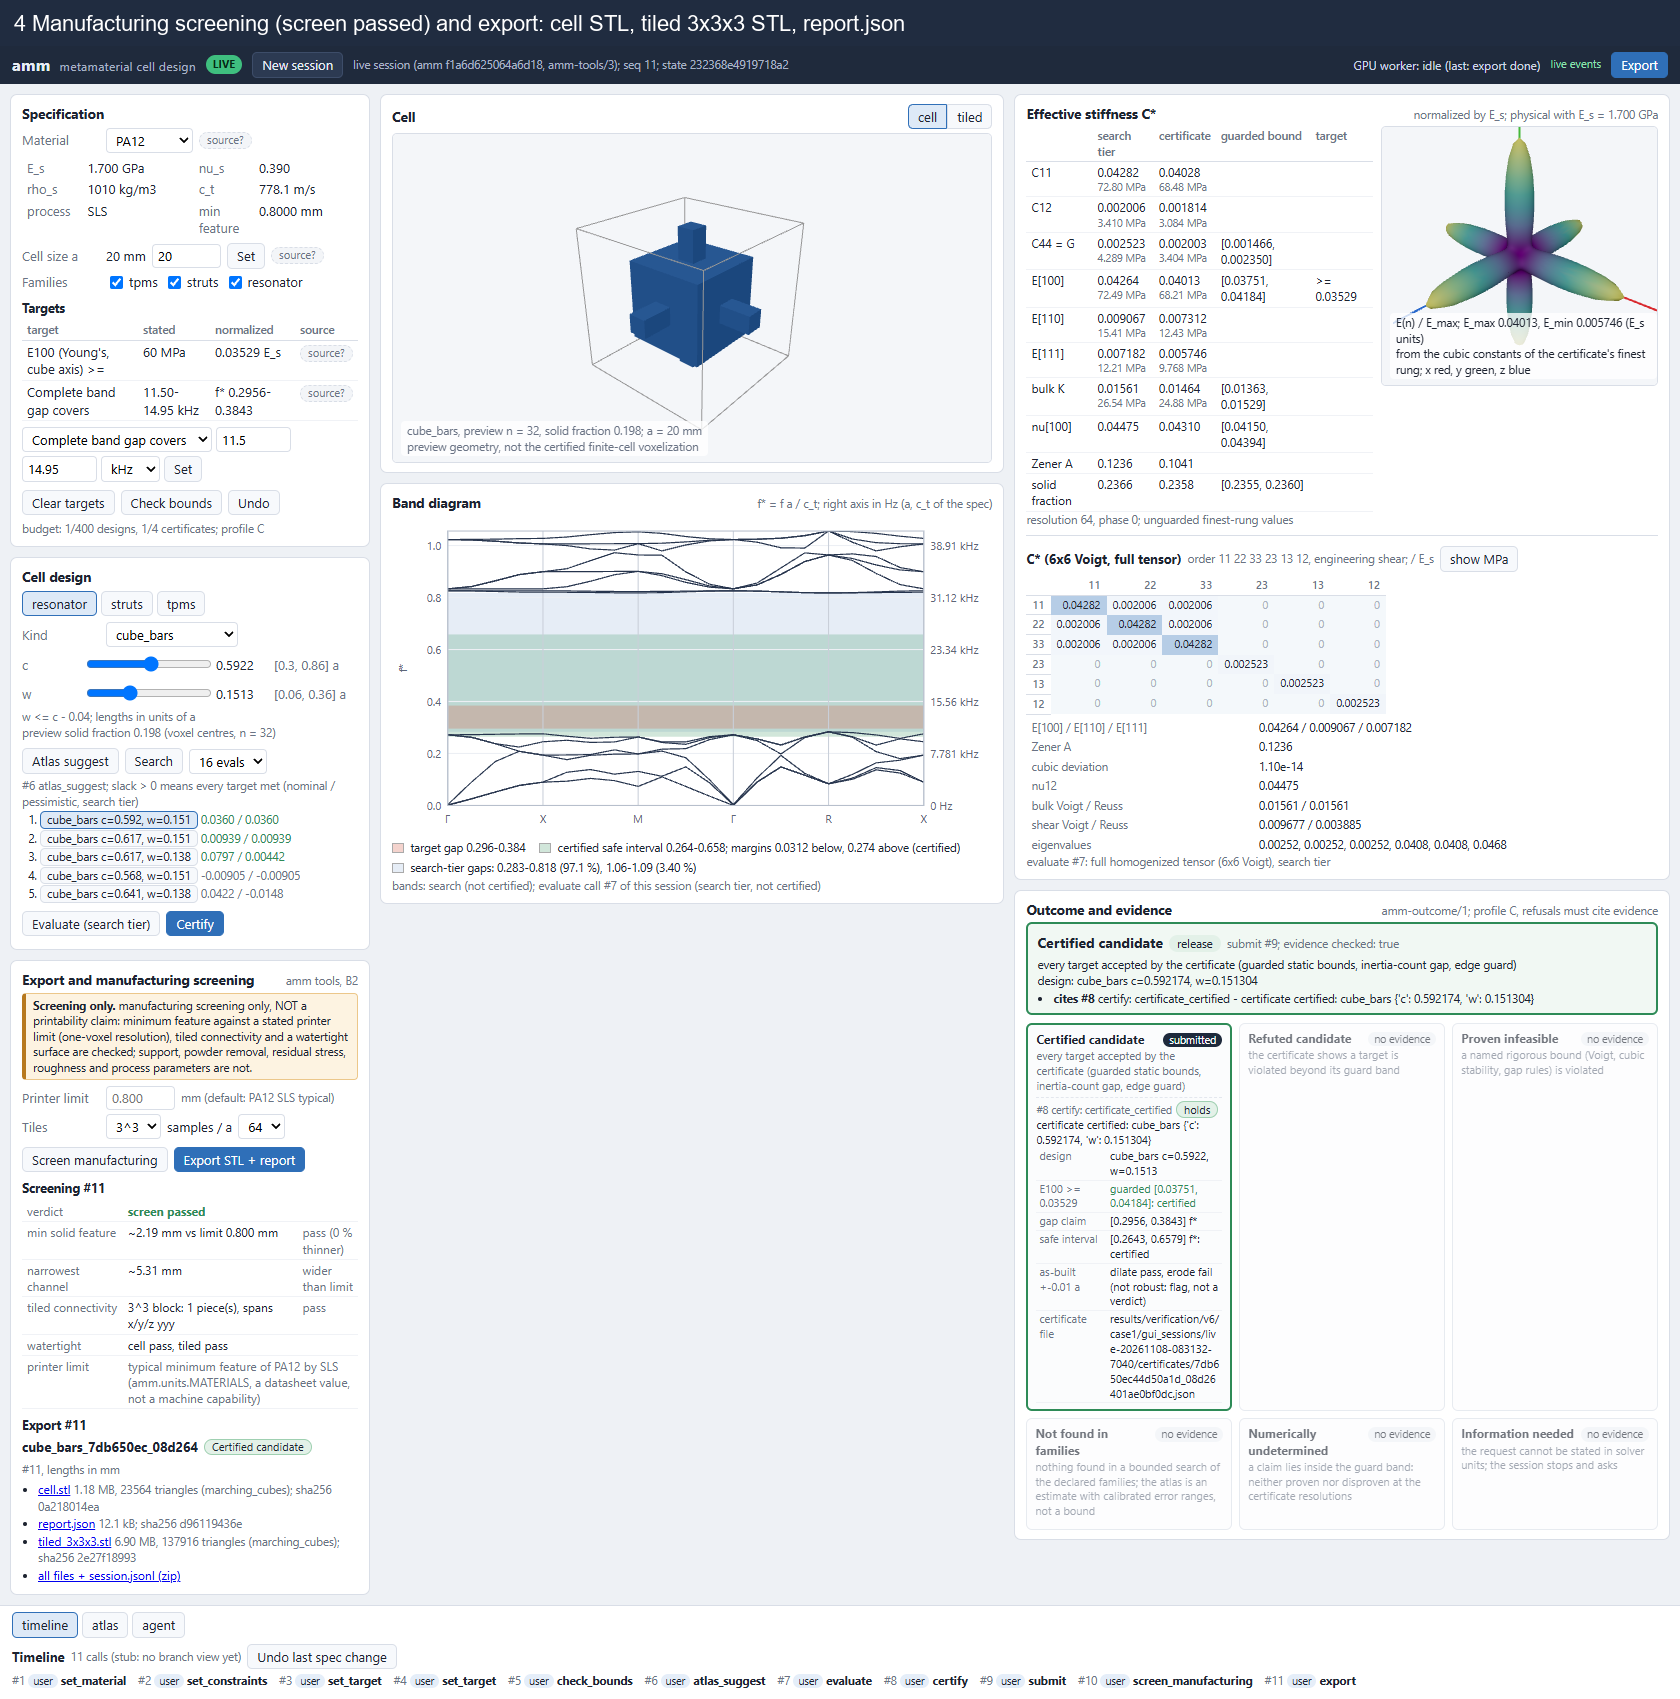 4 Manufacturing screening (screen passed) and export: cell STL, tiled 3x3x3 STL, report.json
amm metamaterial cell design LIVE New session live session (amm f1a6d625064a6d18, amm-tools/3); seq 11; state 232368e4919718a2 GPU worker: idle (last: export done) live events Export
Specification
Material PA12 source?
E_s 1.700 GPa nu_s 0.390
rho_s 1010 kg/m3 c_t 778.1 m/s
process SLS min feature 0.8000 mm
Cell size a 20 mm 20 Set source?
Families tpms struts resonator
Targets
target stated normalized source
E100 (Young's, cube axis) >= 60 MPa 0.03529 E_s source?
Complete band gap covers 11.50-14.95 kHz f* 0.2956-0.3843 source?
Complete band gap covers 11.5
14.95 kHz Set
Clear targets Check bounds Undo
budget: 1/400 designs, 1/4 certificates; profile C
Cell design
resonator struts tpms
Kind cube_bars
c 0.5922 [0.3, 0.86] a
w 0.1513 [0.06, 0.36] a
w <= c - 0.04; lengths in units of a
preview solid fraction 0.198 (voxel centres, n = 32)
Atlas suggest Search 16 evals
#6 atlas_suggest; slack > 0 means every target met (nominal /
pessimistic, search tier)
1. cube_bars c=0.592, w=0.151 0.0360 / 0.0360
2. cube_bars c=0.617, w=0.151 0.00939 / 0.00939
3. cube_bars c=0.617, w=0.138 0.0797 / 0.00442
4. cube_bars c=0.568, w=0.151 -0.00905 / -0.00905
5. cube_bars c=0.641, w=0.138 0.0422 / -0.0148
Evaluate (search tier) Certify
Export and manufacturing screening amm tools, B2
Screening only. manufacturing screening only, NOT a
printability claim: minimum feature against a stated printer
limit (one-voxel resolution), tiled connectivity and a watertight
surface are checked; support, powder removal, residual stress,
roughness and process parameters are not.
Printer limit 0.800 mm (default: PA12 SLS typical)
Tiles 3^3 samples / a 64
Screen manufacturing Export STL + report
Screening #11
verdict screen passed
min solid feature ~2.19 mm vs limit 0.800 mm pass (0 % thinner)
narrowest channel ~5.31 mm wider than limit
tiled connectivity 3^3 block: 1 piece(s), spans x/y/z yyy pass
watertight cell pass, tiled pass
printer limit typical minimum feature of PA12 by SLS
(amm.units.MATERIALS, a datasheet value,
not a machine capability)
Export #11
cube_bars_7db650ec_08d264 Certified candidate
#11, lengths in mm
• cell.stl 1.18 MB, 23564 triangles (marching_cubes); sha256
0a218014ea
• report.json 12.1 kB; sha256 d96119436e
• tiled_3x3x3.stl 6.90 MB, 137916 triangles (marching_cubes);
sha256 2e27f18993
• all files + session.jsonl (zip)
Cell cell tiled
cube_bars, preview n = 32, solid fraction 0.198; a = 20 mm
preview geometry, not the certified finite-cell voxelization
Band diagram f* = f a / c_t; right axis in Hz (a, c_t of the spec)
1.0 38.91 kHz
0.8 31.12 kHz
0.6 23.34 kHz
f*
0.4 15.56 kHz
0.2 7.781 kHz
0.0 0 Hz
Γ X M Γ R X
target gap 0.296-0.384 certified safe interval 0.264-0.658; margins 0.0312 below, 0.274 above (certified)
search-tier gaps: 0.283-0.818 (97.1 %), 1.06-1.09 (3.40 %)
bands: search (not certified); evaluate call #7 of this session (search tier, not certified)
Effective stiffness C* normalized by E_s; physical with E_s = 1.700 GPa
search tier certificate guarded bound target
C11 0.04282 0.04028
72.80 MPa 68.48 MPa
C12 0.002006 0.001814
3.410 MPa 3.084 MPa
C44 = G 0.002523 0.002003 [0.001466, 0.002350]
4.289 MPa 3.404 MPa
E[100] 0.04264 0.04013 [0.03751, 0.04184] >= 0.03529
72.49 MPa 68.21 MPa
E[110] 0.009067 0.007312
15.41 MPa 12.43 MPa
E[111] 0.007182 0.005746
12.21 MPa 9.768 MPa
bulk K 0.01561 0.01464 [0.01363, 0.01529]
26.54 MPa 24.88 MPa
nu[100] 0.04475 0.04310 [0.04150, 0.04394]
Zener A 0.1236 0.1041
solid fraction 0.2366 0.2358 [0.2355, 0.2360]
resolution 64, phase 0; unguarded finest-rung values
E(n) / E_max; E_max 0.04013, E_min 0.005746 (E_s
units)
from the cubic constants of the certificate's finest
rung; x red, y green, z blue
C* (6x6 Voigt, full tensor) order 11 22 33 23 13 12, engineering shear; / E_s show MPa
11 22 33 23 13 12
11 0.04282 0.002006 0.002006 0 0 0
22 0.002006 0.04282 0.002006 0 0 0
33 0.002006 0.002006 0.04282 0 0 0
23 0 0 0 0.002523 0 0
13 0 0 0 0 0.002523 0
12 0 0 0 0 0 0.002523
E[100] / E[110] / E[111] 0.04264 / 0.009067 / 0.007182
Zener A 0.1236
cubic deviation 1.10e-14
nu12 0.04475
bulk Voigt / Reuss 0.01561 / 0.01561
shear Voigt / Reuss 0.009677 / 0.003885
eigenvalues 0.00252, 0.00252, 0.00252, 0.0408, 0.0408, 0.0468
evaluate #7: full homogenized tensor (6x6 Voigt), search tier
Outcome and evidence amm-outcome/1; profile C, refusals must cite evidence
Certified candidate release submit #9; evidence checked: true
every target accepted by the certificate (guarded static bounds, inertia-count gap, edge guard)
design: cube_bars c=0.592174, w=0.151304
• cites #8 certify: certificate_certified - certificate certified: cube_bars {'c': 0.592174, 'w': 0.151304}
Certified candidate submitted
every target accepted by the
certificate (guarded static bounds,
inertia-count gap, edge guard)
#8 certify: certificate_certified holds
certificate certified: cube_bars {'c':
0.592174, 'w': 0.151304}
design cube_bars c=0.5922, w=0.1513
E100 >= 0.03529 guarded [0.03751, 0.04184]: certified
gap claim [0.2956, 0.3843] f*
safe interval [0.2643, 0.6579] f*: certified
as-built +-0.01 a dilate pass, erode fail (not robust: flag, not a verdict)
certificate file results/verification/v6/
case1/gui_sessions/liv
e-20261108-083132-
7040/certificates/7db6
50ec44d50a1d_08d26
401ae0bf0dc.json
Refuted candidate no evidence
the certificate shows a target is
violated beyond its guard band
Proven infeasible no evidence
a named rigorous bound (Voigt, cubic
stability, gap rules) is violated
Not found in families no evidence
nothing found in a bounded search of
the declared families; the atlas is an
estimate with calibrated error ranges,
not a bound
Numerically undetermined no evidence
a claim lies inside the guard band:
neither proven nor disproven at the
certificate resolutions
Information needed no evidence
the request cannot be stated in solver
units; the session stops and asks
timeline atlas agent
Timeline 11 calls (stub: no branch view yet) Undo last spec change
#1 user set_material #2 user set_constraints #3 user set_target #4 user set_target #5 user check_bounds #6 user atlas_suggest #7 user evaluate #8 user certify #9 user submit #10 user screen_manufacturing #11 user export